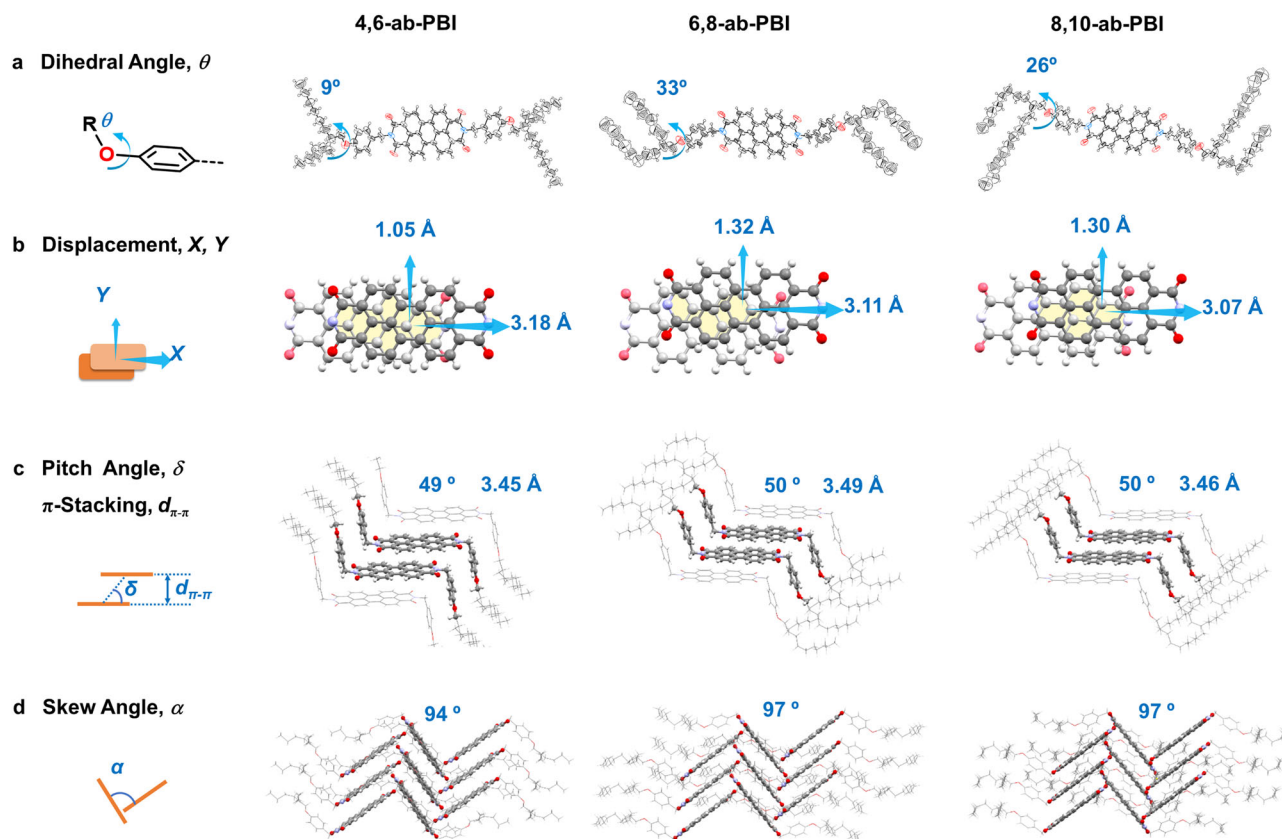 4,6-ab-PBI 6,8-ab-PBI 8,10-ab-PBI
a Dihedral Angle, θ
9º 33º 26º
R θ
O
b Displacement, X, Y
1.05 Å 1.32 Å 1.30 Å
Y
X
3.18 Å 3.11 Å 3.07 Å
c Pitch Angle, δ
π-Stacking, dπ-π
49 º 3.45 Å 50 º 3.49 Å 50 º 3.46 Å
δ dπ-π
d Skew Angle, α
94 º 97 º 97 º
α